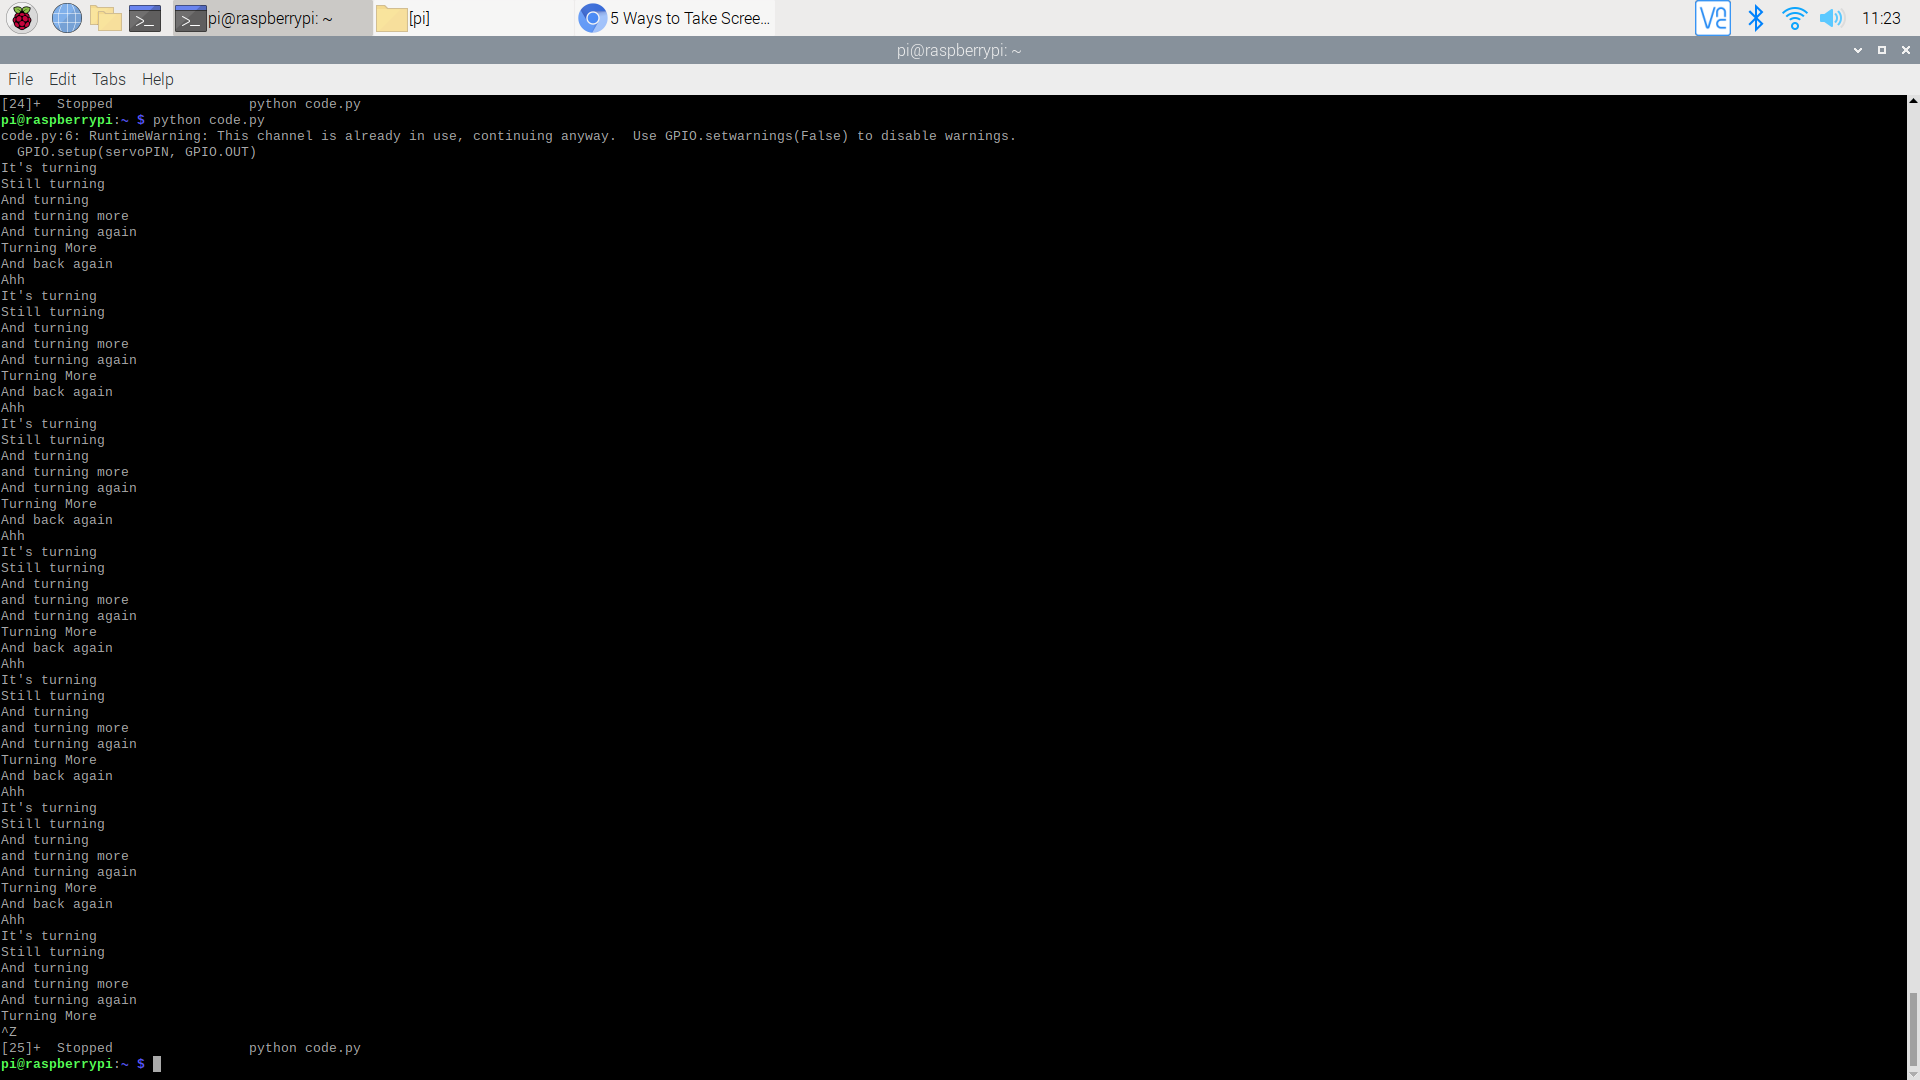 pi@raspberrypi: ~
[pi]
5 Ways to Take Scree...
11:23
pi@raspberrypi: ~
File Edit Tabs Help
[24]+  Stopped                 python code.py
pi@raspberrypi:~ $ python code.py
code.py:6: RuntimeWarning: This channel is already in use, continuing anyway.  Use GPIO.setwarnings(False) to disable warnings.
  GPIO.setup(servoPIN, GPIO.OUT)
It's turning
Still turning
And turning
and turning more
And turning again
Turning More
And back again
Ahh
It's turning
Still turning
And turning
and turning more
And turning again
Turning More
And back again
Ahh
It's turning
Still turning
And turning
and turning more
And turning again
Turning More
And back again
Ahh
It's turning
Still turning
And turning
and turning more
And turning again
Turning More
And back again
Ahh
It's turning
Still turning
And turning
and turning more
And turning again
Turning More
And back again
Ahh
It's turning
Still turning
And turning
and turning more
And turning again
Turning More
And back again
Ahh
It's turning
Still turning
And turning
and turning more
And turning again
Turning More
^Z
[25]+  Stopped                 python code.py
pi@raspberrypi:~ $